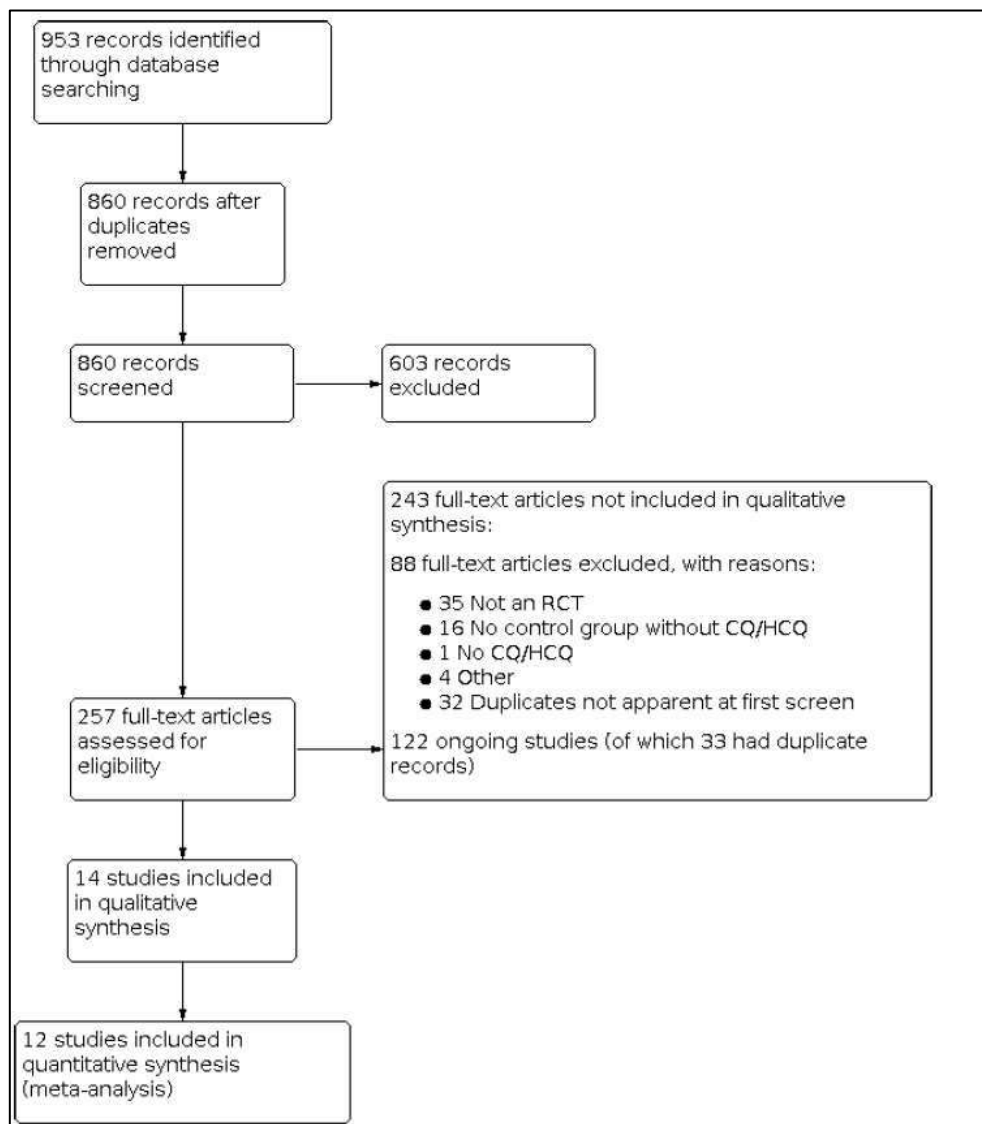 953 records identified
through database
searching
860 records after
duplicates
removed
860 records
screened
603 records
excluded
243 full-text articles not included in qualitative
synthesis:
88 full-text articles excluded, with reasons:
● 35 Not an RCT
● 16 No control group without CQ/HCQ
● 1 No CQ/HCQ
● 4 Other
● 32 Duplicates not apparent at first screen
122 ongoing studies (of which 33 had duplicate
records)
257 full-text articles
assessed for
eligibility
14 studies included
in qualitative
synthesis
12 studies included in
quantitative synthesis
(meta-analysis)